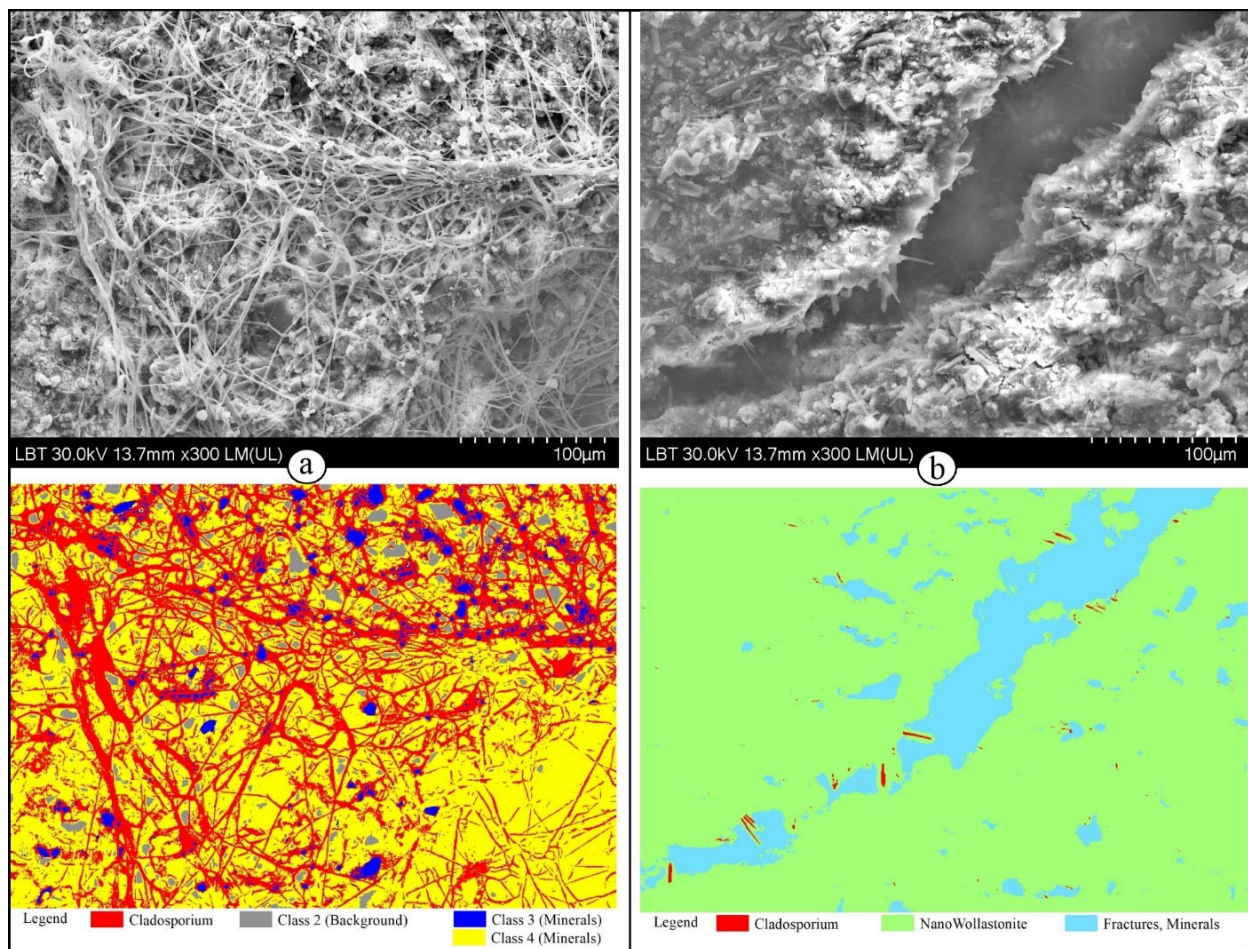 LBT 30.0kV 13.7mm x300 LM(UL)
100μm
a
LBT 30.0kV 13.7mm x300 LM(UL)
100μm
b
Legend
Cladosporium
Class 2 (Background)
Class 3 (Minerals)
Class 4 (Minerals)
Legend
Cladosporium
NanoWollastonite
Fractures, Minerals